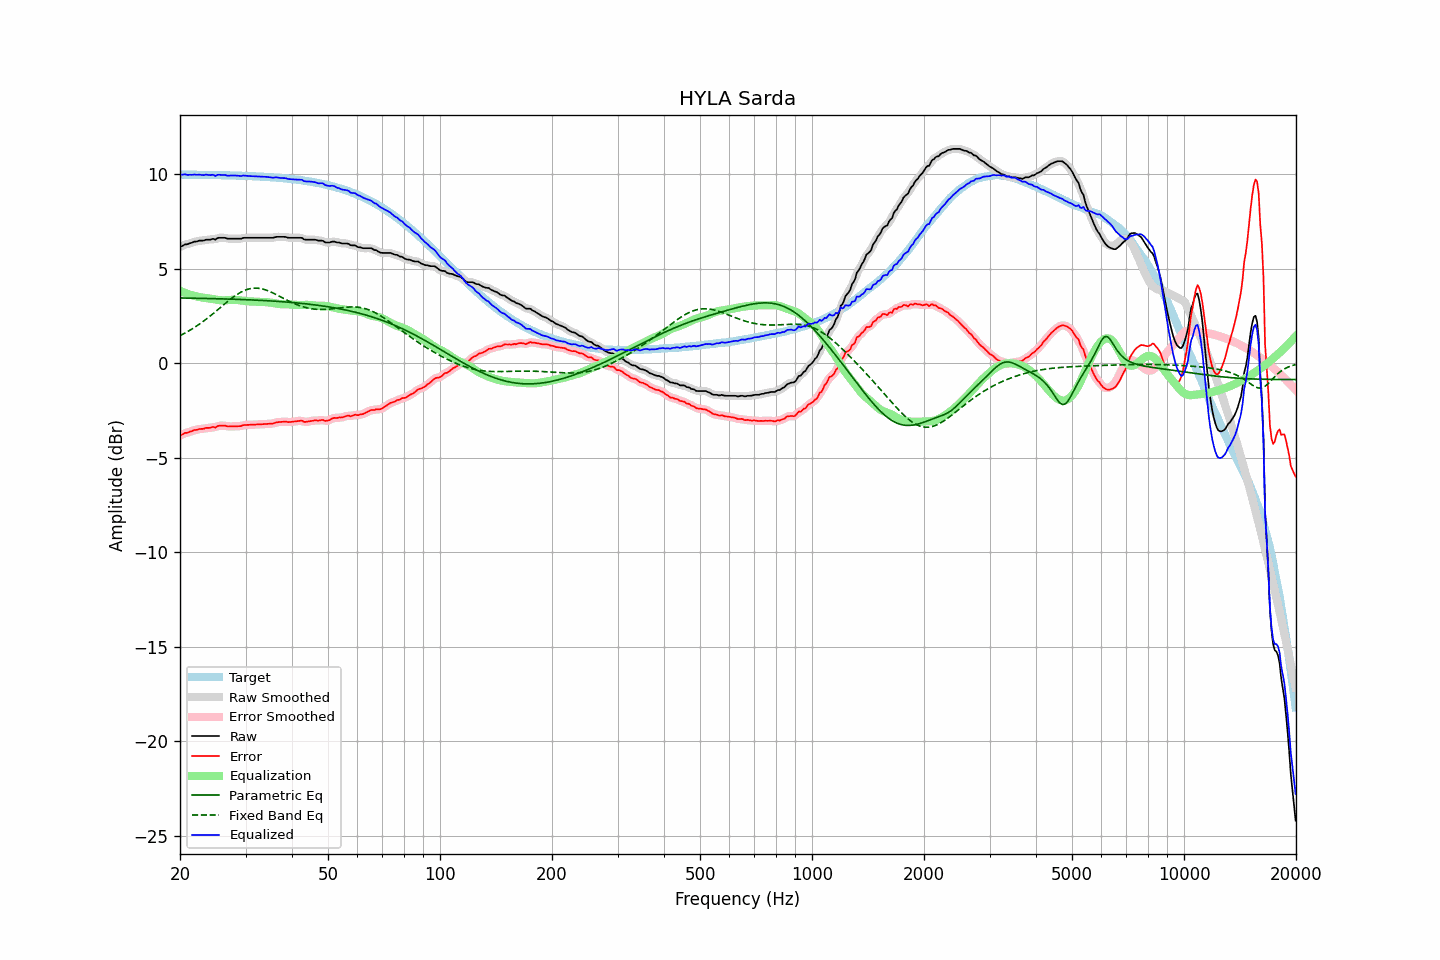 HYLA Sarda
Amplitude (dBr)
10
5
0
−5
−10
−15
−20
−25
Target
Raw Smoothed
Error Smoothed
Raw
Error
Equalization
Parametric Eq
Fixed Band Eq
Equalized
20 50 100 200 500 1000 2000 5000 10000 20000
Frequency (Hz)